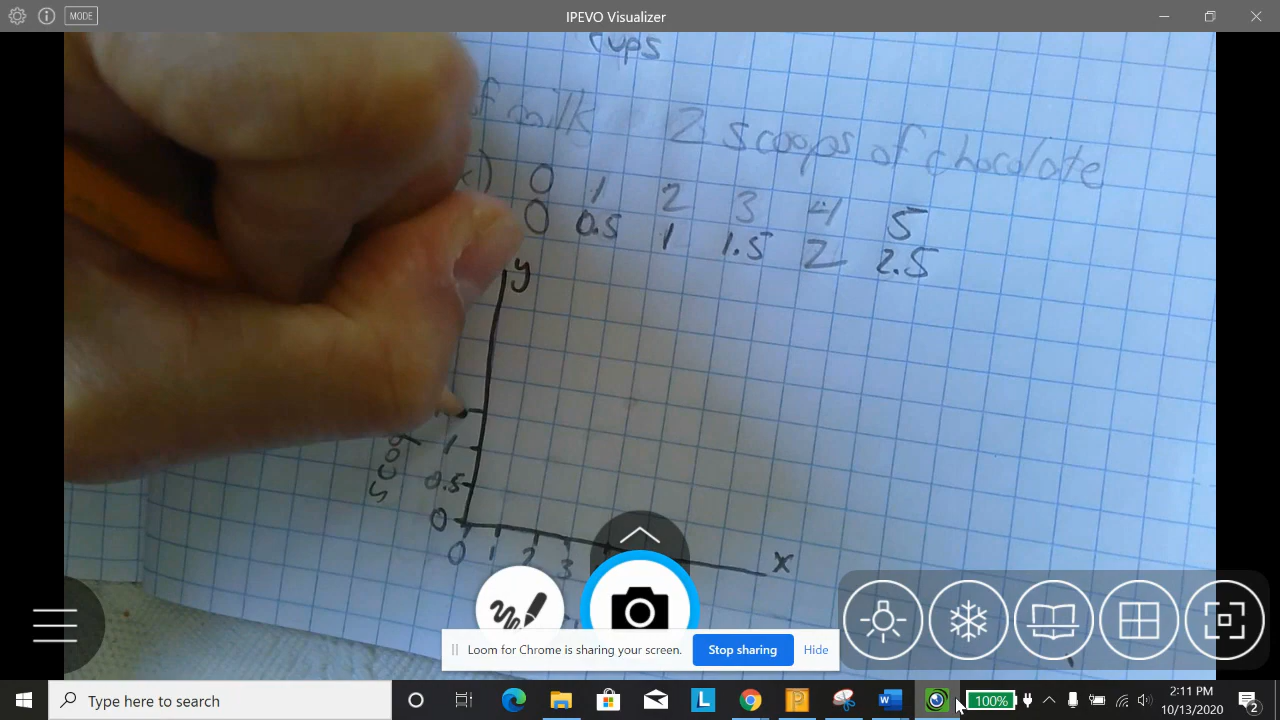 IPEVO Visualizer
MODE
cups
of milk 2 scoops of chocolate
x) 0 1 2 3 4 5
0 0.5 1 1.5 2 2.5
y
1
0.5
0
0 1 2 3
x
Loom for Chrome is sharing your screen. Stop sharing Hide
Type here to search
100%
2:11 PM
10/13/2020
2